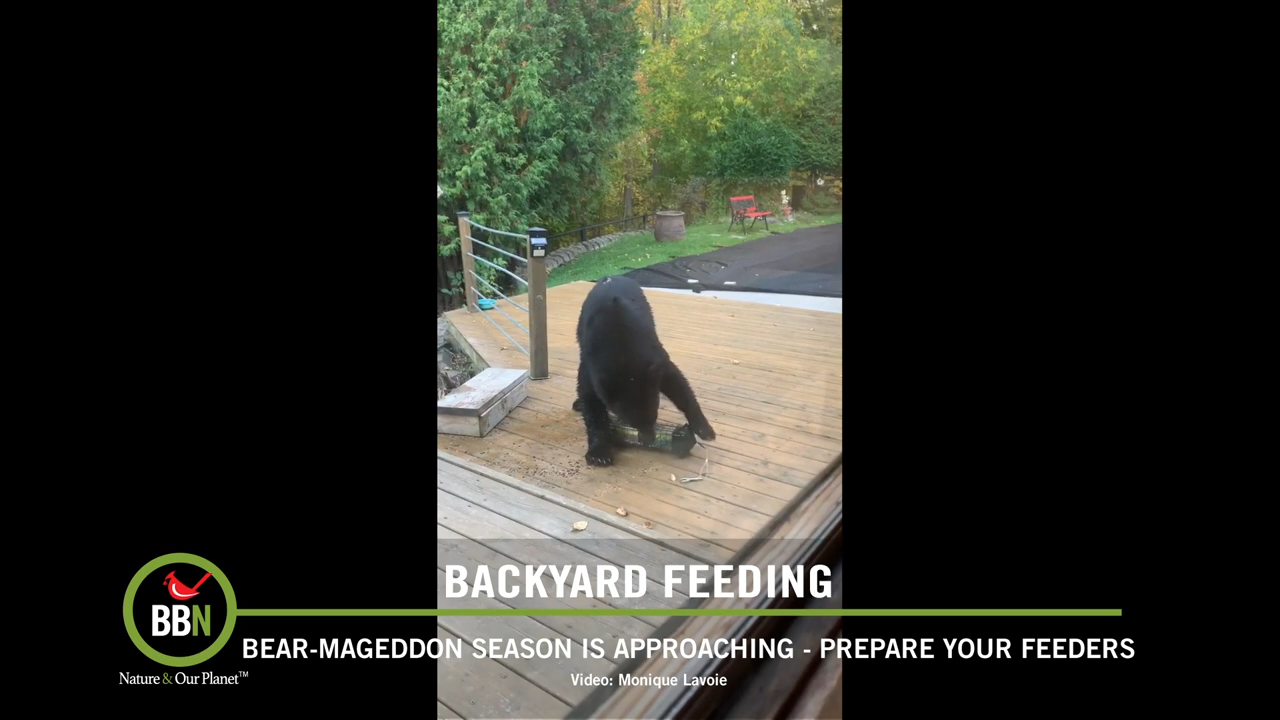 BACKYARD FEEDING
BBN
BEAR-MAGEDDON SEASON IS APPROACHING - PREPARE YOUR FEEDERS
Nature & Our Planet™
Video: Monique Lavoie